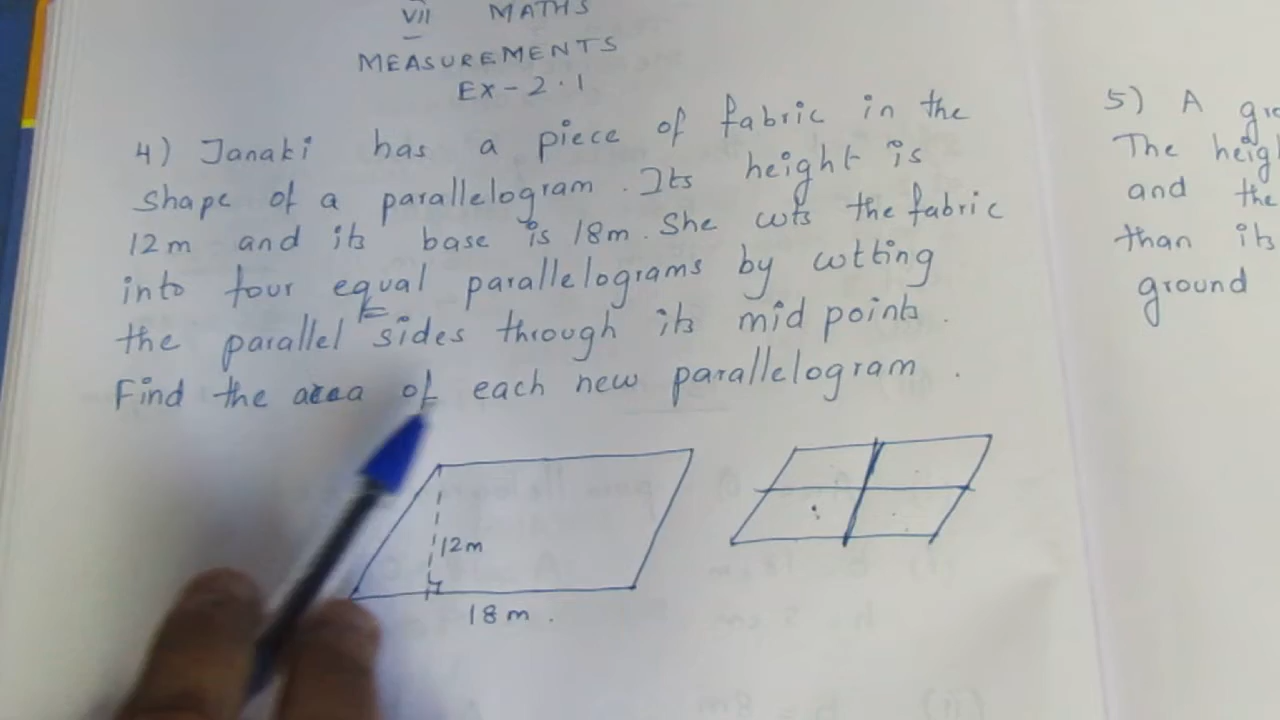 VII MATHS
MEASUREMENTS
EX - 2.1
4) Janaki has a piece of fabric in the
shape of a parallelogram. Its height is
12m and its base is 18m. She cuts the fabric
into four equal parallelograms by cutting
the parallel sides through its mid points.
Find the area of each new parallelogram.
12m
18m.
5) A
The
and the
than its
ground